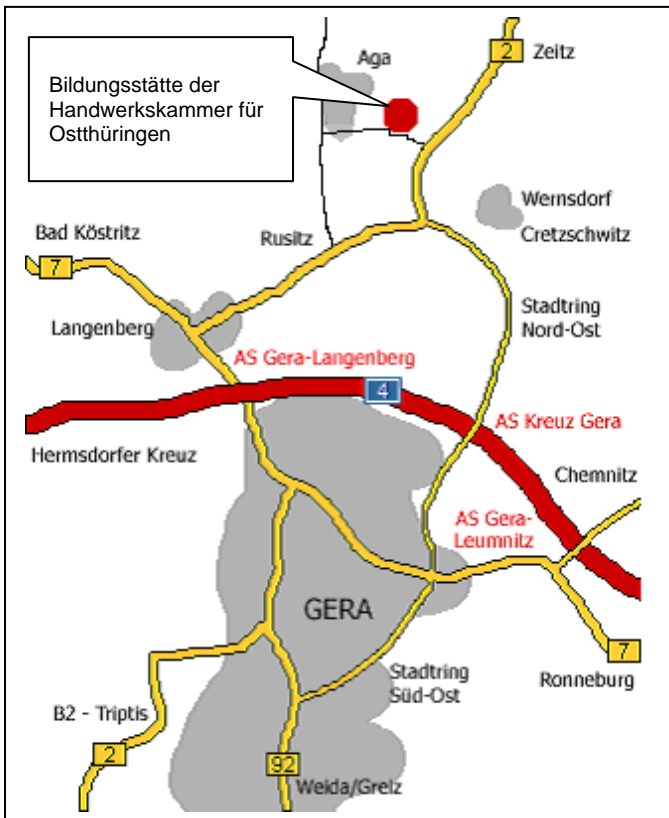 2
Zeitz
Aga
Bildungsstätte der
Handwerkskammer für
Ostthüringen
Wernsdorf
Cretzschwitz
Bad Köstritz
Rusitz
7
Langenberg
Stadtring
Nord-Ost
AS Gera-Langenberg
4
AS Kreuz Gera
Hermsdorfer Kreuz
Chemnitz
AS Gera-
Leumnitz
GERA
7
Ronneburg
Stadtring
Süd-Ost
B2 - Triptis
2
92
Weida/Greiz